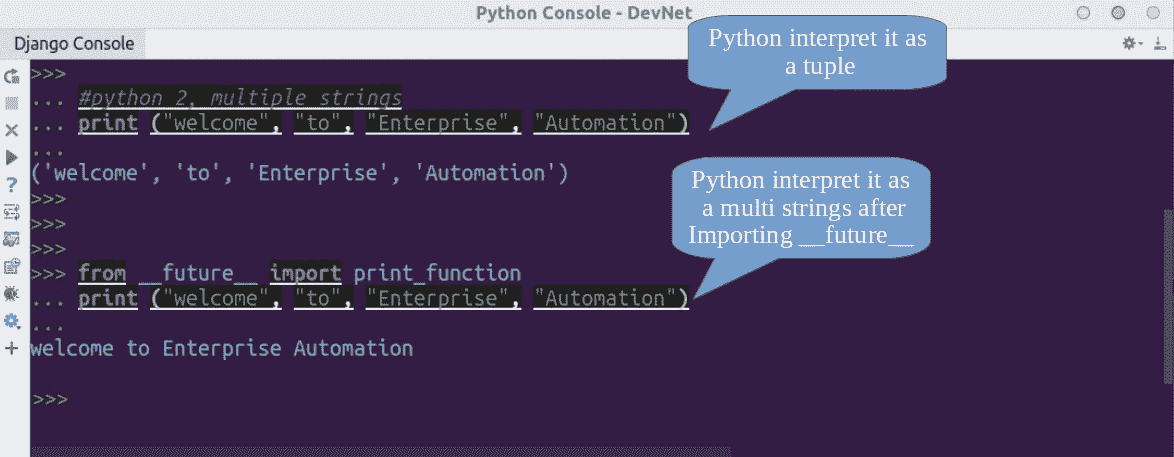 Python Console - DevNet
Django Console
>>>
... #python 2, multiple strings
... print ("welcome", "to", "Enterprise", "Automation")
...
('welcome', 'to', 'Enterprise', 'Automation')
>>>
>>>
>>>
>>> from __future__ import print_function
... print ("welcome", "to", "Enterprise", "Automation")
...
welcome to Enterprise Automation
>>>
Python interpret it as
a tuple
Python interpret it as
a multi strings after
Importing __future__